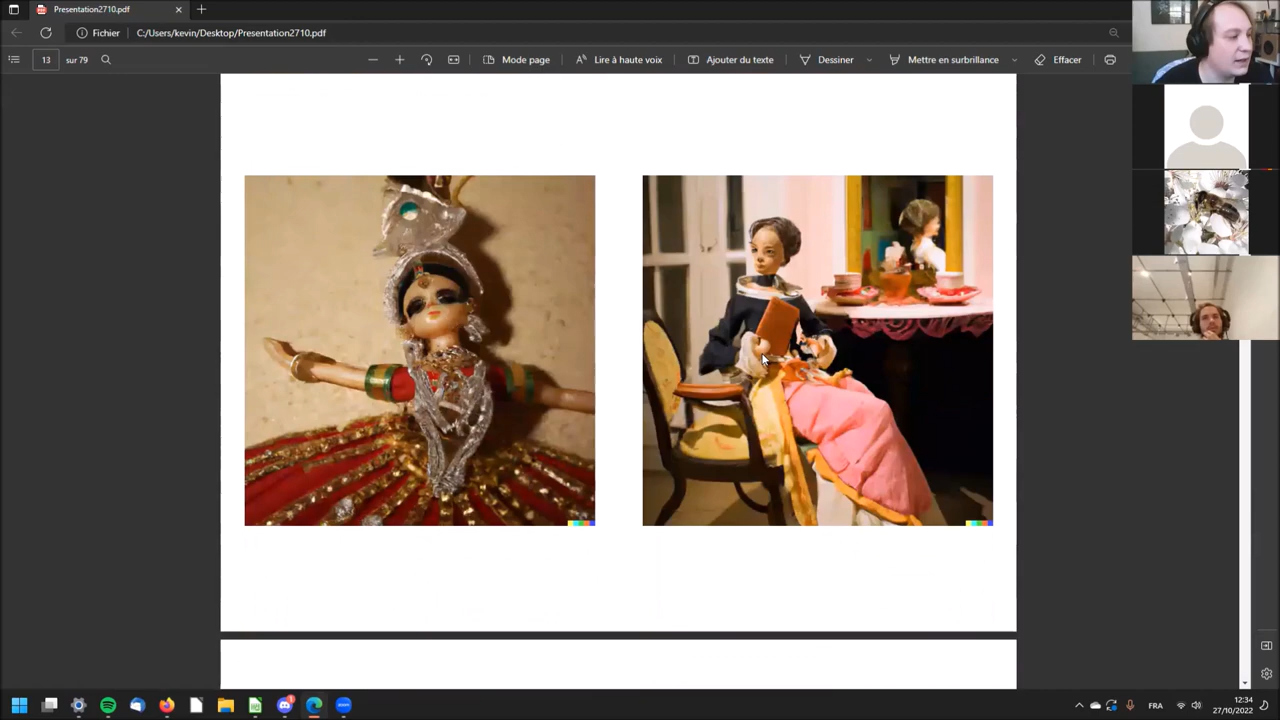 Presentation2710.pdf
Fichier
C:/Users/kevin/Desktop/Presentation2710.pdf
13
sur 79
Mode page
Lire à haute voix
Ajouter du texte
Dessiner
Mettre en surbrillance
Effacer
FRA
12:34
27/10/2022